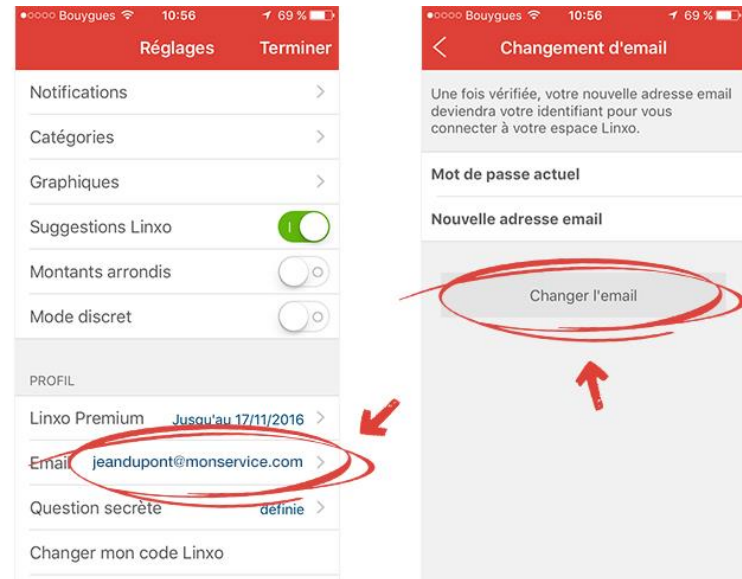 Bouygues 10:56 69 %
Réglages Terminer
Notifications
Catégories
Graphiques
Suggestions Linxo
Montants arrondis
Mode discret
PROFIL
Linxo Premium Jusqu'au 17/11/2016
Email jeandupont@monservice.com
Question secrète définie
Changer mon code Linxo
Bouygues 10:56 69 %
Changement d'email
Une fois vérifiée, votre nouvelle adresse email
deviendra votre identifiant pour vous
connecter à votre espace Linxo.
Mot de passe actuel
Nouvelle adresse email
Changer l'email